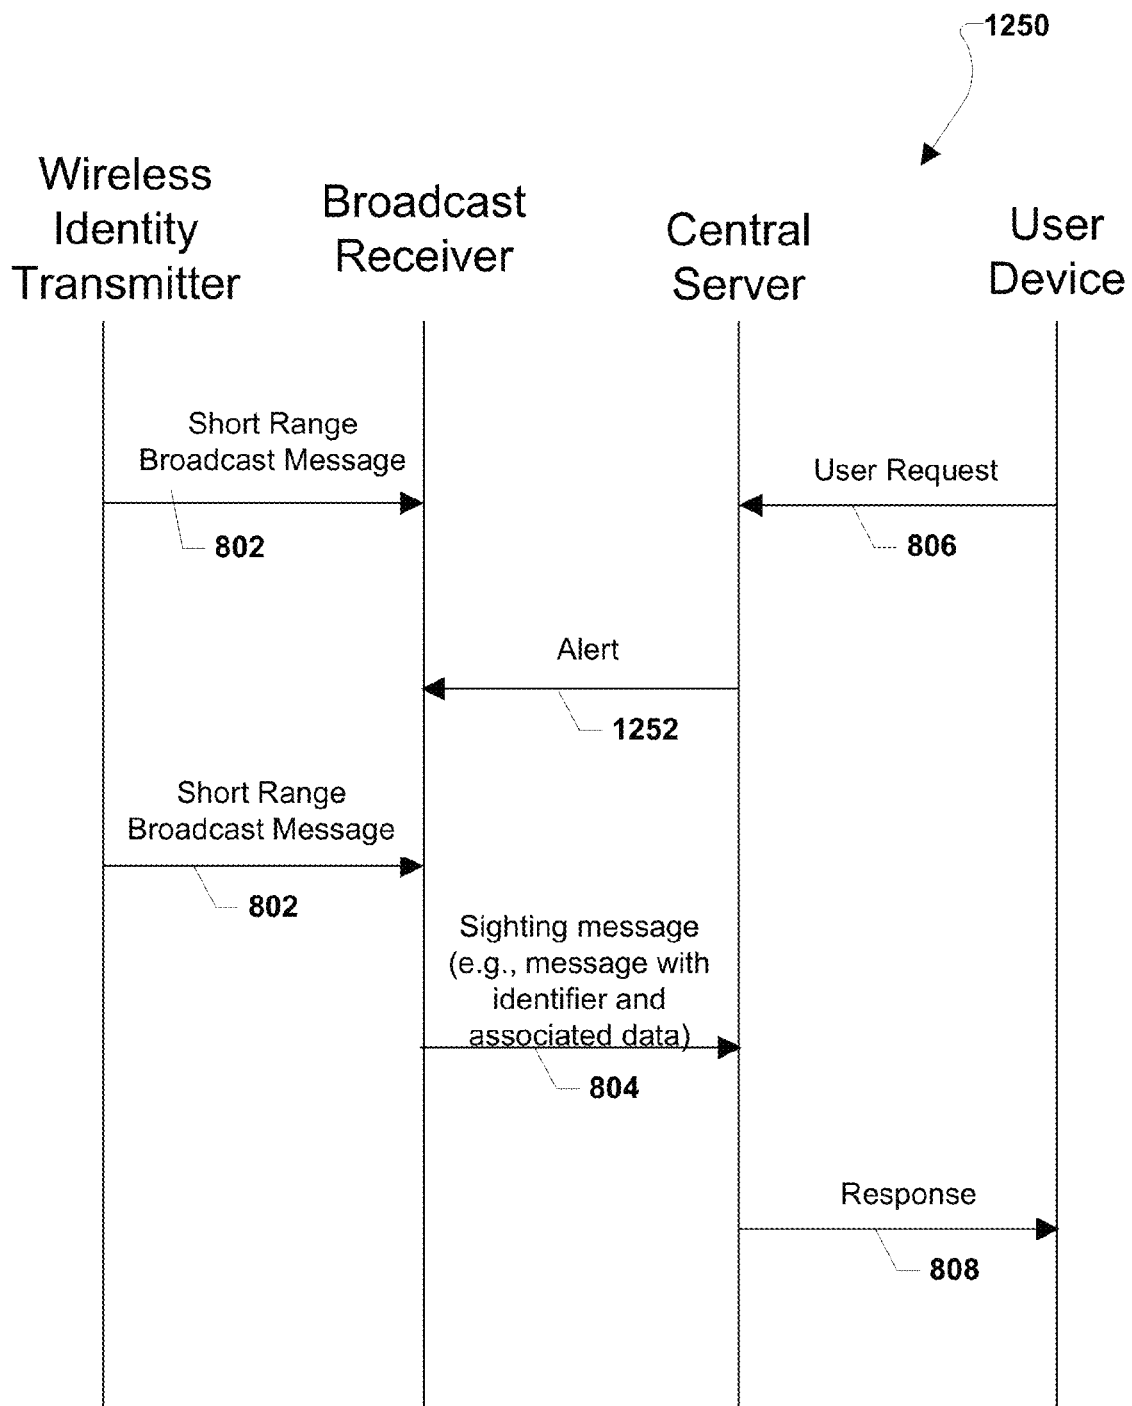 1250
Wireless
Identity
Transmitter
Broadcast
Receiver
Central
Server
User
Device
Short Range
Broadcast Message
802
User Request
806
Alert
1252
Short Range
Broadcast Message
802
Sighting message
(e.g., message with
identifier and
associated data)
804
Response
808